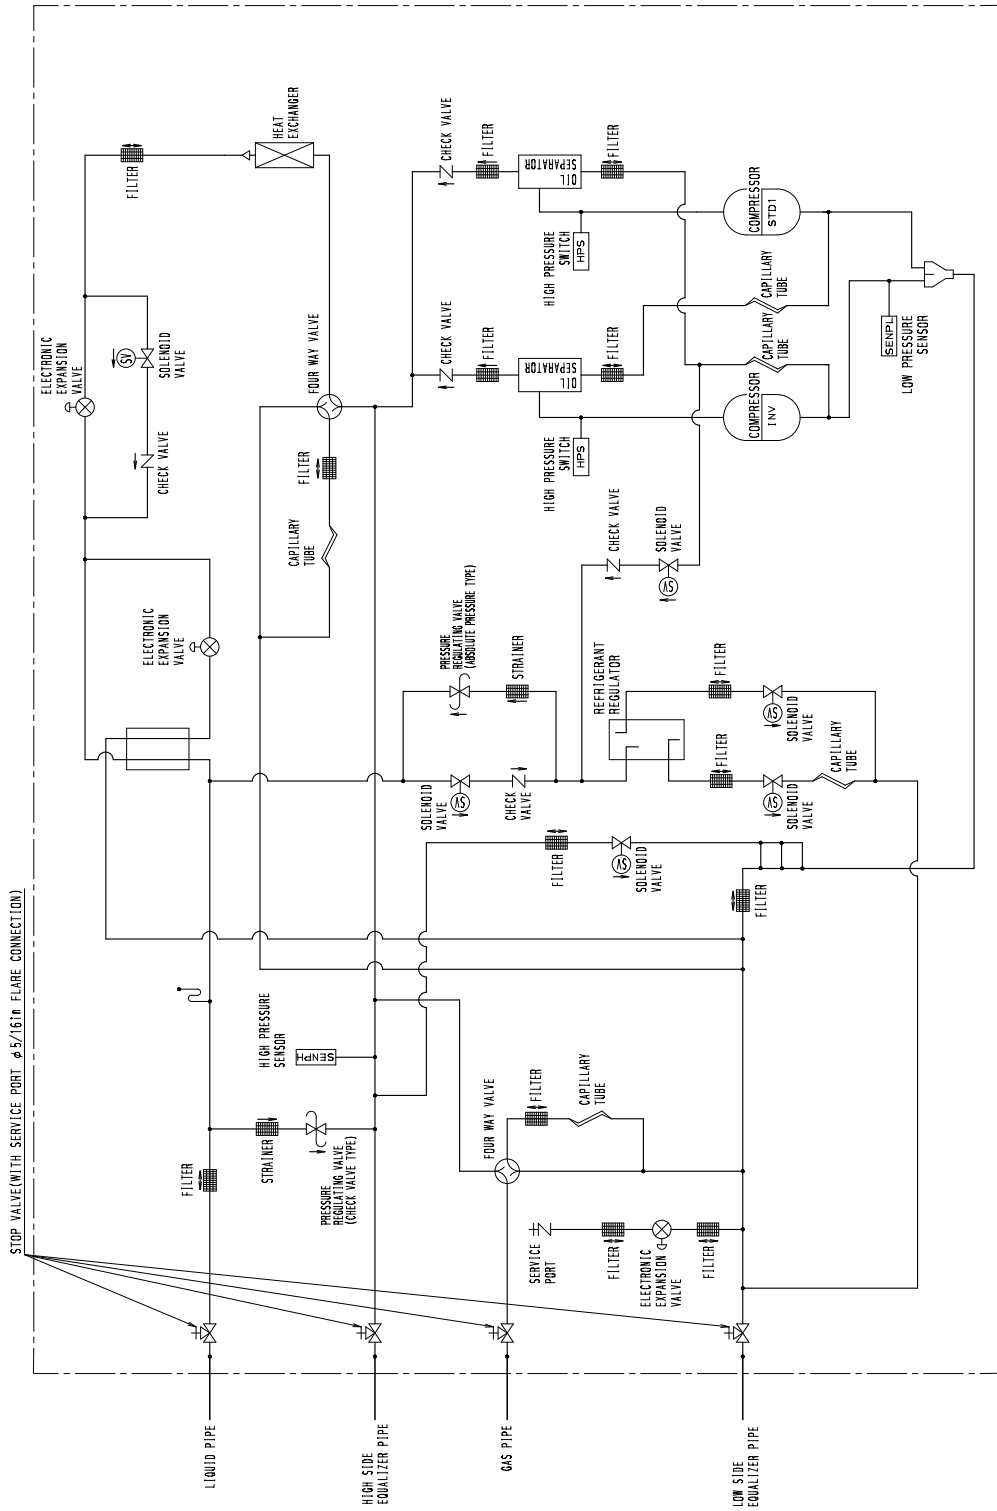 STOP VALVE(WITH SERVICE PORT φ5/16in FLARE CONNECTION)
ELECTRONIC
EXPANSION
VALVE
FILTER
CHECK VALVE
SOLENOID
VALVE
SV
ELECTRONIC
EXPANSION
VALVE
HEAT
EXCHANGER
LIQUID PIPE
FILTER
STRAINER
HIGH PRESSURE
SENSOR
SENPH
CAPILLARY
TUBE
FILTER
FOUR WAY VALVE
PRESSURE
REGULATING VALVE
(CHECK VALVE TYPE)
HIGH SIDE
EQUALIZER PIPE
SOLENOID
VALVE
SV
CHECK
VALVE
PRESSURE
REGULATING VALVE
(ABSOLUTE PRESSURE TYPE)
STRAINER
CHECK VALVE
CHECK VALVE
FILTER
FILTER
GAS PIPE
FOUR WAY VALVE
FILTER
CAPILLARY
TUBE
SERVICE
PORT
FILTER
HIGH PRESSURE
SWITCH
HPS
OIL
SEPARATOR
HIGH PRESSURE
SWITCH
HPS
OIL
SEPARATOR
REFRIGERANT
REGULATOR
CHECK VALVE
FILTER
FILTER
FILTER
ELECTRONIC
EXPANSION
VALVE
FILTER
SV
SOLENOID
VALVE
SOLENOID
VALVE
SV
FILTER
FILTER
SV
SOLENOID
VALVE
SV
SOLENOID
VALVE
CAPILLARY
TUBE
LOW SIDE
EQUALIZER PIPE
FILTER
COMPRESSOR
INV
CAPILLARY
TUBE
CAPILLARY
TUBE
COMPRESSOR
STD1
SENPL
LOW PRESSURE
SENSOR